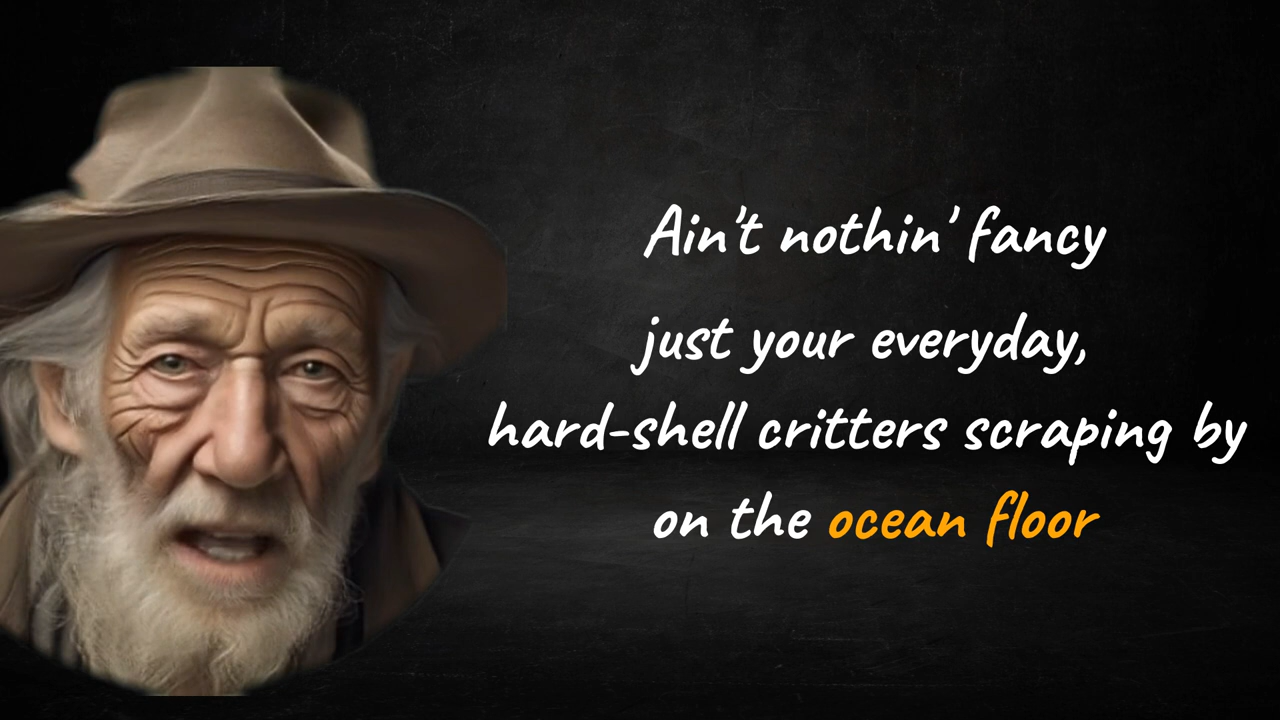 Ain't nothin' fancy
just your everyday,
hard-shell critters scraping by
on the ocean floor